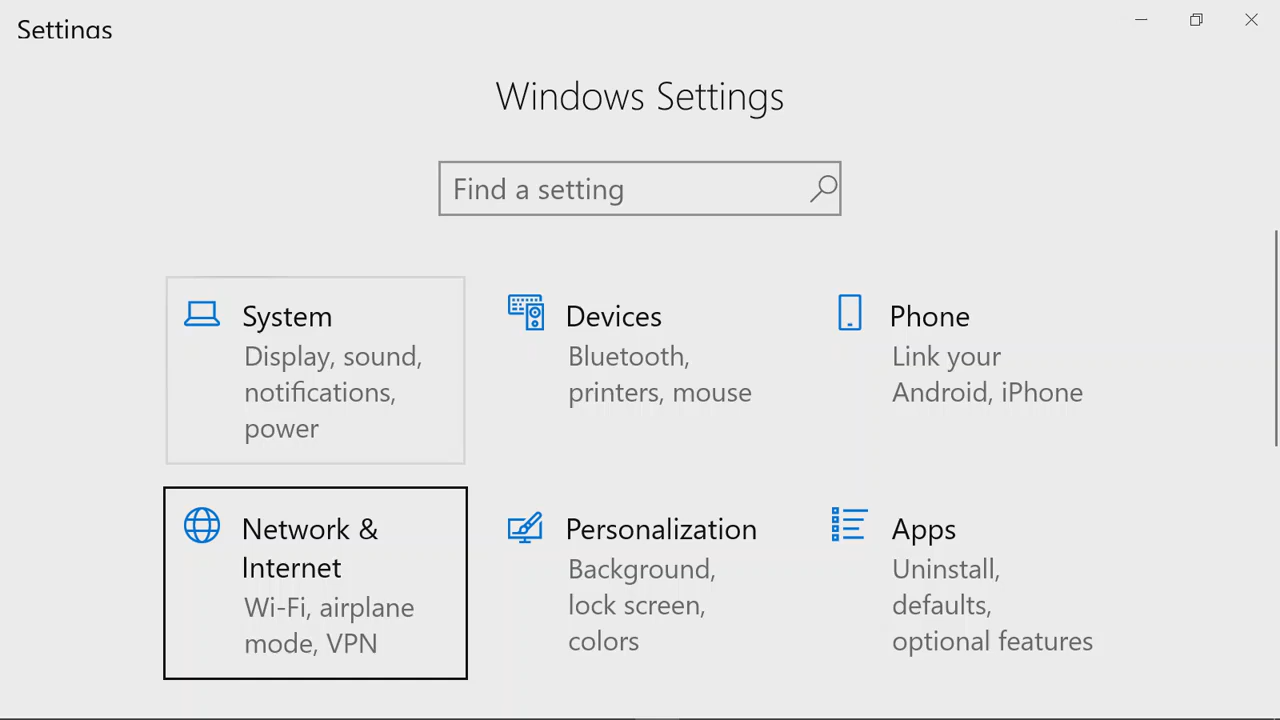 Settings
Windows Settings
Find a setting
System
Display, sound,
notifications,
power
Devices
Bluetooth,
printers, mouse
Phone
Link your
Android, iPhone
Network &
Internet
Wi-Fi, airplane
mode, VPN
Personalization
Background,
lock screen,
colors
Apps
Uninstall,
defaults,
optional features